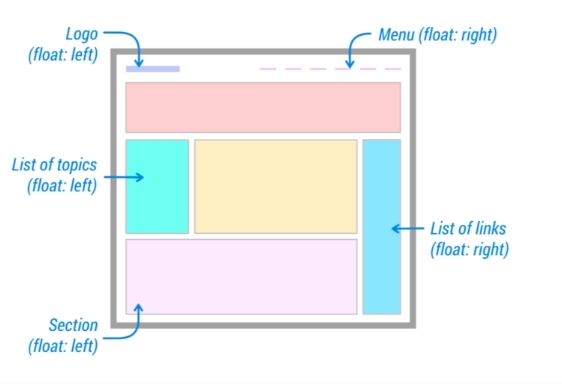 Logo
(float: left)
Menu (float: right)
List of topics
(float: left)
List of links
(float: right)
Section
(float: left)